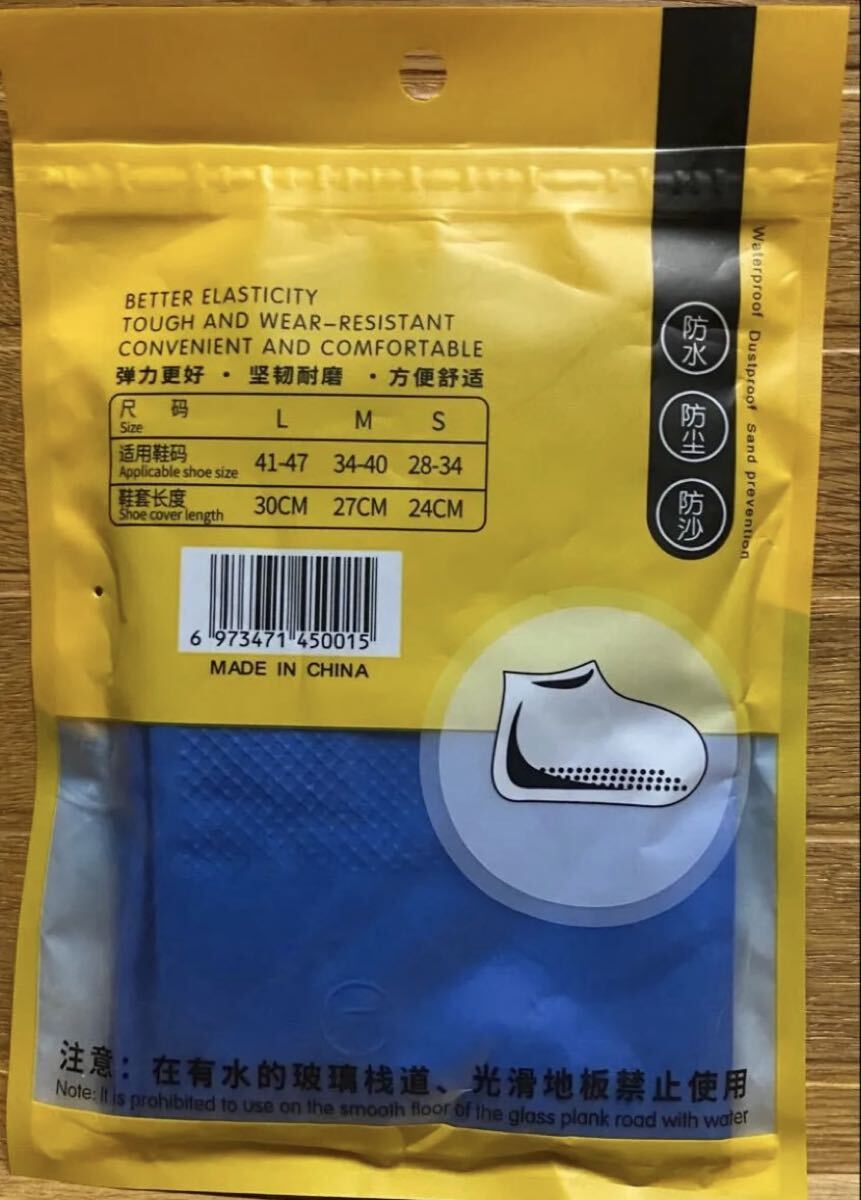 BETTER ELASTICITY
TOUGH AND WEAR-RESISTANT
CONVENIENT AND COMFORTABLE
弹力更好 · 坚韧耐磨 · 方便舒适
尺 码 L M S
Size
适用鞋码 41-47 34-40 28-34
Applicable shoe size
鞋套长度 30CM 27CM 24CM
Shoe cover length
6 973471 450015
MADE IN CHINA
防水
防尘
防沙
Waterproof Dustproof Sand prevention
注意：在有水的玻璃栈道、光滑地板禁止使用
Note: It is prohibited to use on the smooth floor of the glass plank road with water